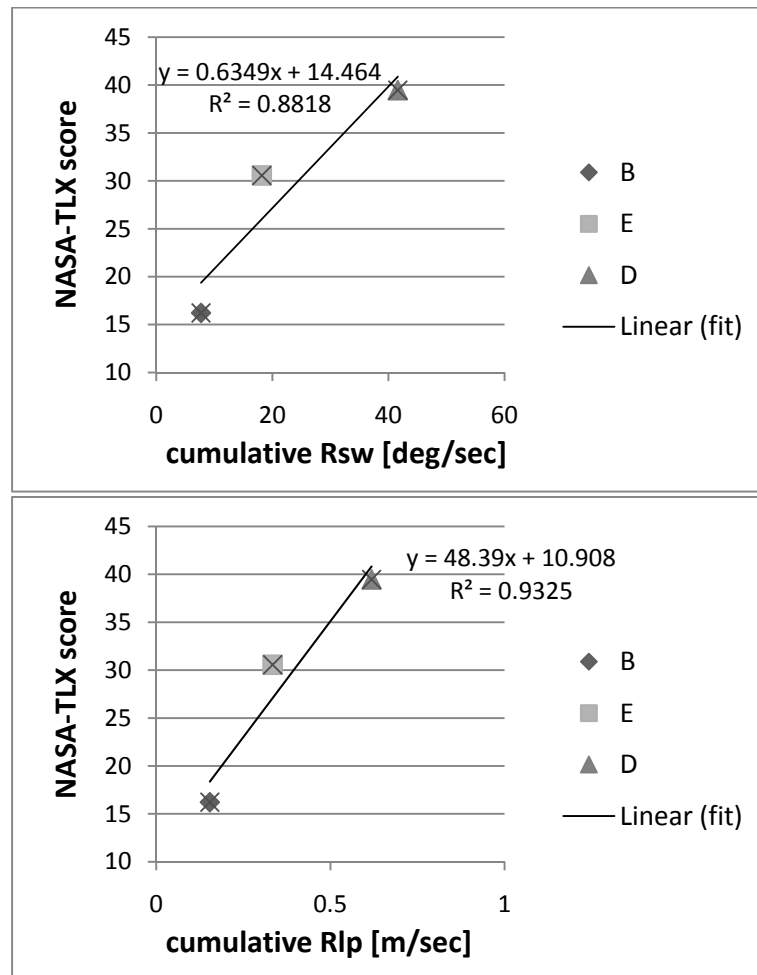 45
40
35
30
25
20
15
10
NASA-TLX score
y = 0.6349x + 14.464
R² = 0.8818
0 20 40 60
cumulative Rsw [deg/sec]
B
E
D
Linear (fit)
45
40
35
30
25
20
15
10
NASA-TLX score
y = 48.39x + 10.908
R² = 0.9325
0 0.5 1
cumulative Rlp [m/sec]
B
E
D
Linear (fit)